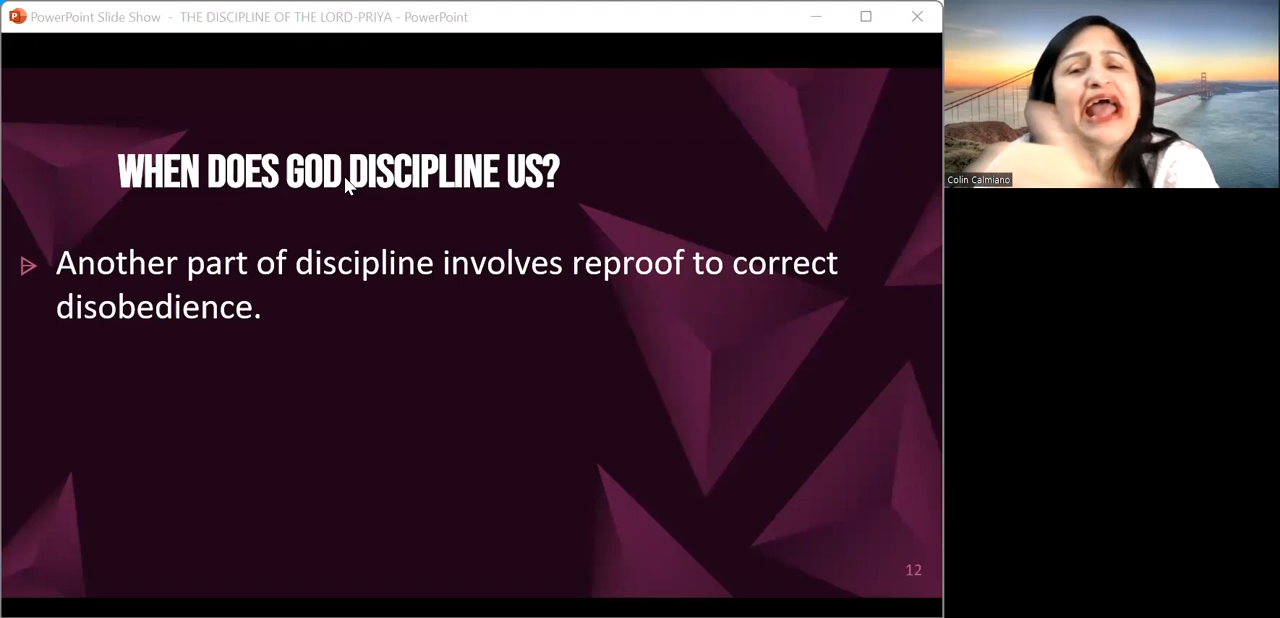 PowerPoint Slide Show - THE DISCIPLINE OF THE LORD-PRIYA - PowerPoint
WHEN DOES GOD DISCIPLINE US?
Another part of discipline involves reproof to correct
disobedience.
12
Colin Calmiano